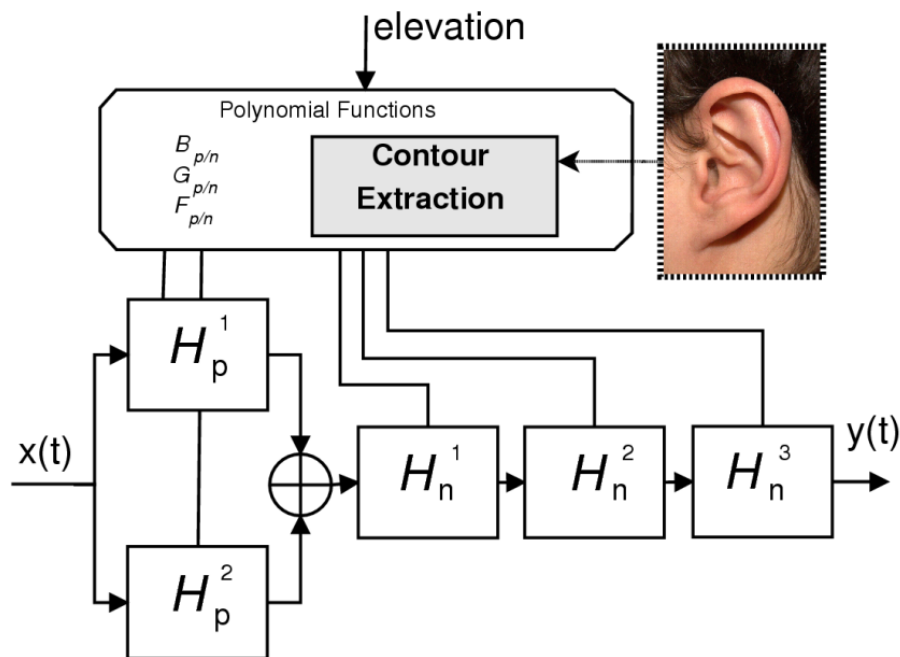 elevation
Polynomial Functions
B p/n
G p/n
F p/n
Contour
Extraction
H p 1
x(t)
H n 1
H n 2
H n 3
y(t)
H p 2